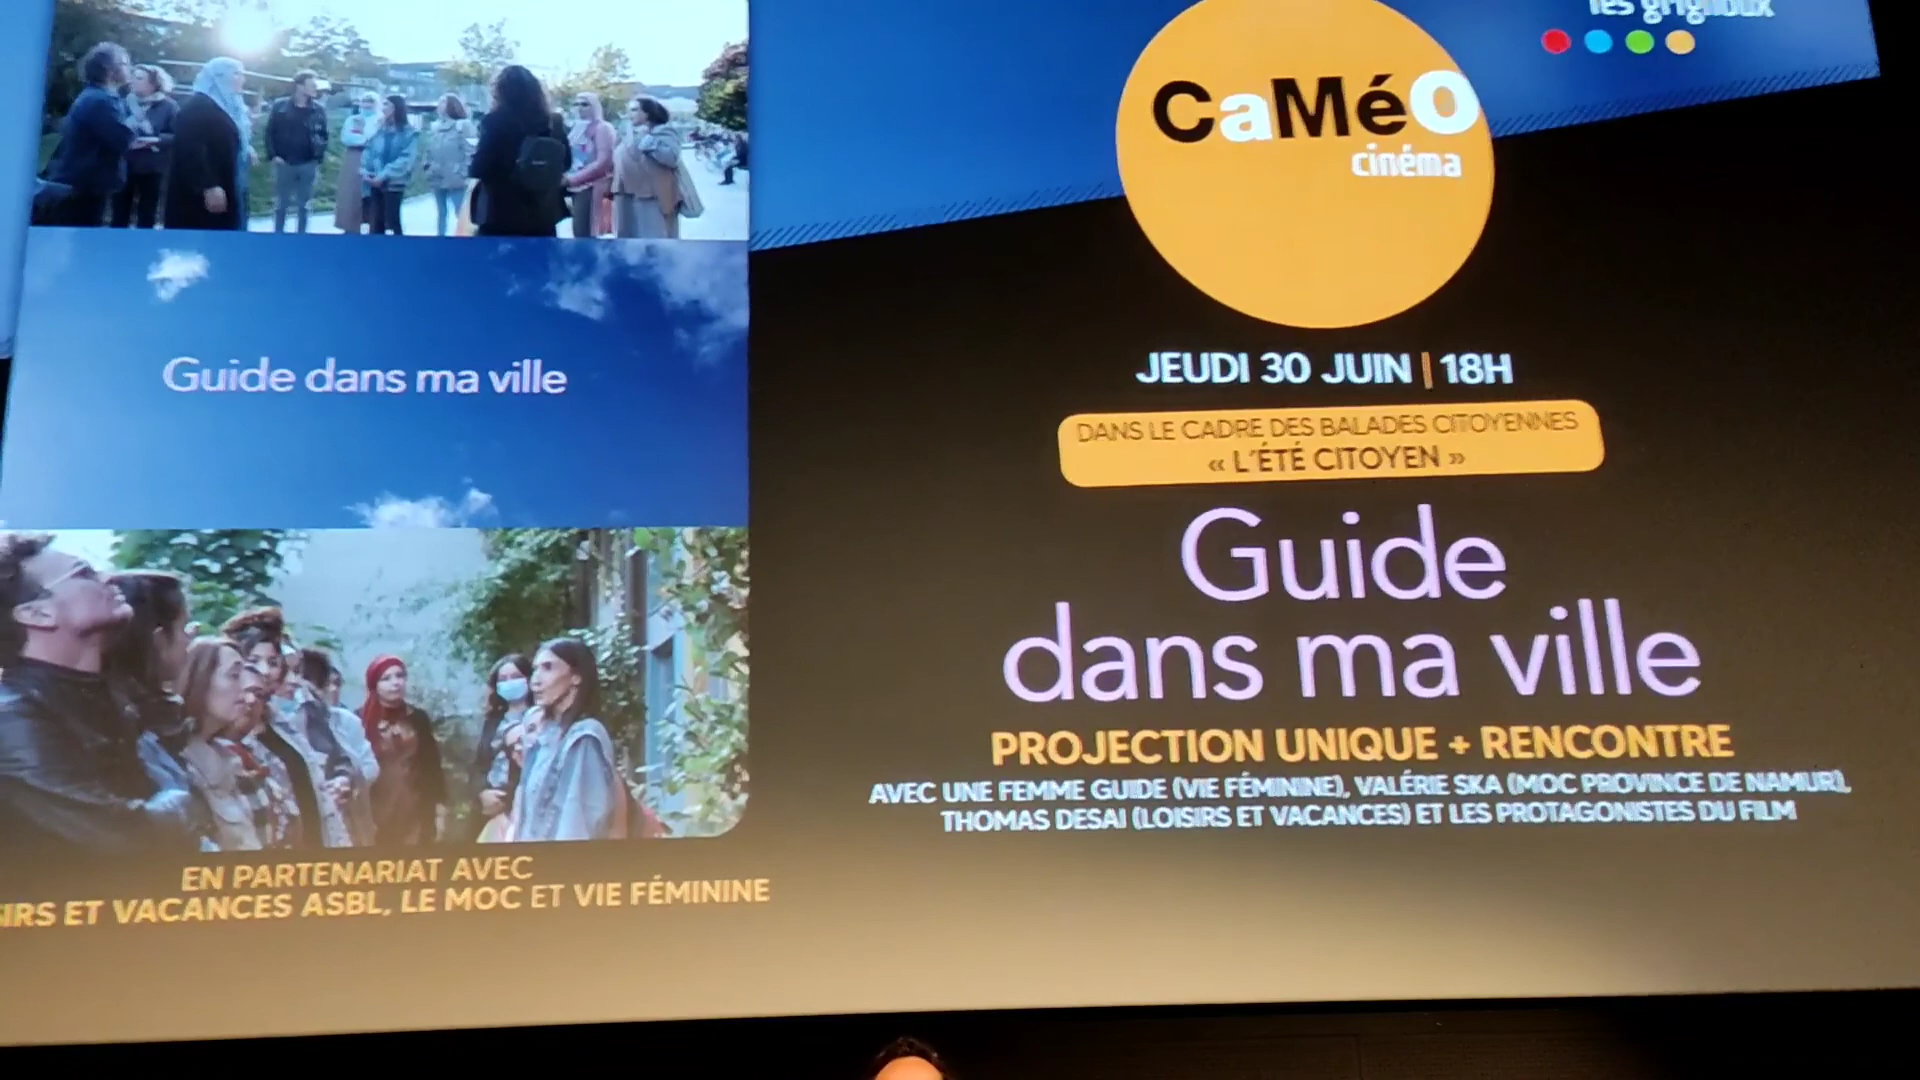 Guide dans ma ville
EN PARTENARIAT AVEC
ET VACANCES ASBL, LE MOC ET VIE FÉMININE
les grignoux
CaMéO
cinéma
JEUDI 30 JUIN | 18H
DANS LE CADRE DES BALADES CITOYENNES
« L'ÉTÉ CITOYEN »
Guide
dans ma ville
PROJECTION UNIQUE + RENCONTRE
AVEC UNE FEMME GUIDE (VIE FÉMININE), VALÉRIE SKA (MOC PROVINCE DE NAMUR),
THOMAS DESAI (LOISIRS ET VACANCES) ET LES PROTAGONISTES DU FILM